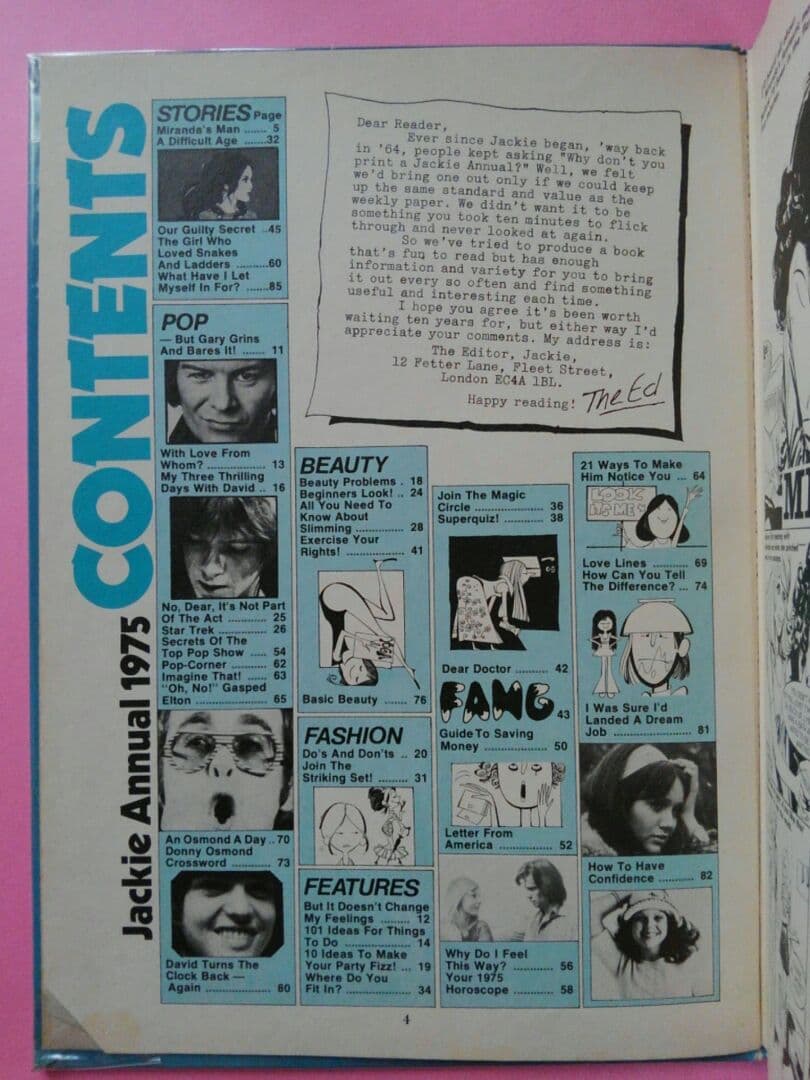 CONTENTS
Jackie Annual 1975
STORIES Page
Miranda's Man ....... 5
A Difficult Age .......32
Our Guilty Secret ..45
The Girl Who
Loved Snakes
And Ladders ..........60
What Have I Let
Myself In For? .......85
POP
— But Gary Grins
And Bares It! ....... 11
With Love From
Whom? ................. 13
My Three Thrilling
Days With David .. 16
No, Dear, It's Not Part
Of The Act ............ 25
Star Trek ............... 26
Secrets Of The
Top Pop Show ..... 54
Pop-Corner ........... 62
Imagine That! ...... 63
"Oh, No!" Gasped
Elton ..................... 65
An Osmond A Day ..70
Donny Osmond
Crossword ............ 73
David Turns The
Clock Back —
Again .................... 80
Dear Reader,
Ever since Jackie began, 'way back
in '64, people kept asking "Why don't you
print a Jackie Annual?" Well, we felt
we'd bring one out only if we could keep
up the same standard and value as the
weekly paper. We didn't want it to be
something you took ten minutes to flick
through and never looked at again.
So we've tried to produce a book
that's fun to read but has enough
information and variety for you to bring
it out every so often and find something
useful and interesting each time.
I hope you agree it's been worth
waiting ten years for, but either way I'd
appreciate your comments. My address is:
The Editor, Jackie,
12 Fetter Lane, Fleet Street,
London EC4A 1BL.
Happy reading! The Ed
BEAUTY
Beauty Problems . 18
Beginners Look! .. 24
All You Need To
Know About
Slimming .............. 28
Exercise Your
Rights! .................. 41
Basic Beauty ....... 76
FASHION
Do's And Don'ts .. 20
Join The
Striking Set! ......... 31
FEATURES
But It Doesn't Change
My Feelings ......... 12
101 Ideas For Things
To Do .................... 14
10 Ideas To Make
Your Party Fizz! ... 19
Where Do You
Fit In? ................... 34
Join The Magic
Circle .................... 36
Superquiz! ............ 38
Dear Doctor .......... 42
FANG 43
Guide To Saving
Money .................. 50
Letter From
America ................ 52
Why Do I Feel
This Way? ............ 56
Your 1975
Horoscope ............ 58
21 Ways To Make
Him Notice You ... 64
LOOK
ITS ME
Love Lines ........... 69
How Can You Tell
The Difference? ... 74
I Was Sure I'd
Landed A Dream
Job ........................ 81
How To Have
Confidence ........... 82
4